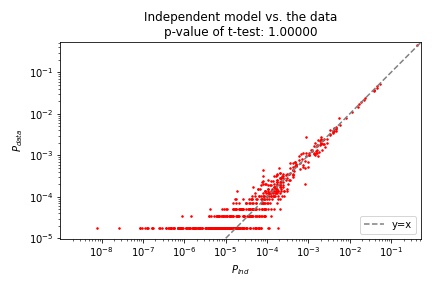 Independent model vs. the data
p-value of t-test: 1.00000
10⁻¹
10⁻²
10⁻³
10⁻⁴
10⁻⁵
P_data
y=x
10⁻⁸ 10⁻⁷ 10⁻⁶ 10⁻⁵ 10⁻⁴ 10⁻³ 10⁻² 10⁻¹
P_ind